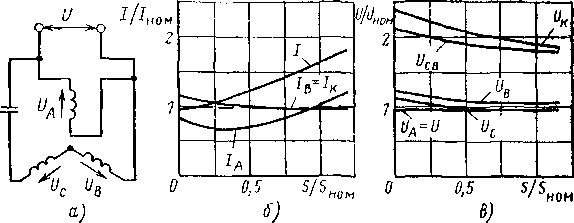 U
U_A
U_C
U_B
а)
I/I_ном
2
1
0
I
I_B=I_K
I_A
0,5
S/S_ном
б)
U/U_ном
2
1
0
U_K
U_CB
U_B
U_A=U
U_C
0,5
S/S_ном
в)